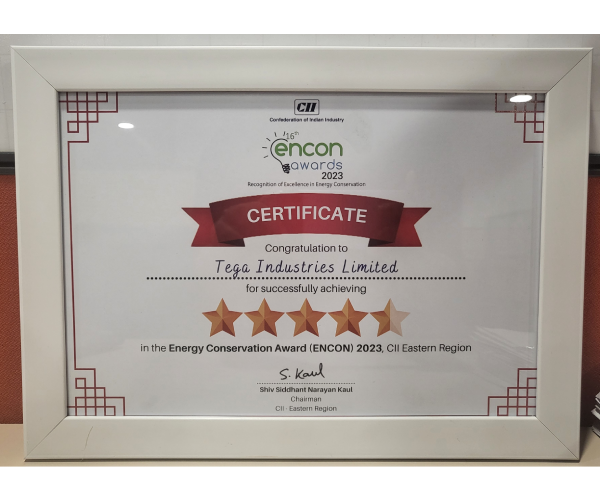 CII
Confederation of Indian Industry
16th
encon
awards
2023
Recognition of Excellence in Energy Conservation
CERTIFICATE
Congratulation to
Tega Industries Limited
for successfully achieving
in the Energy Conservation Award (ENCON) 2023, CII Eastern Region
S. Kaul
Shiv Siddhant Narayan Kaul
Chairman
CII - Eastern Region